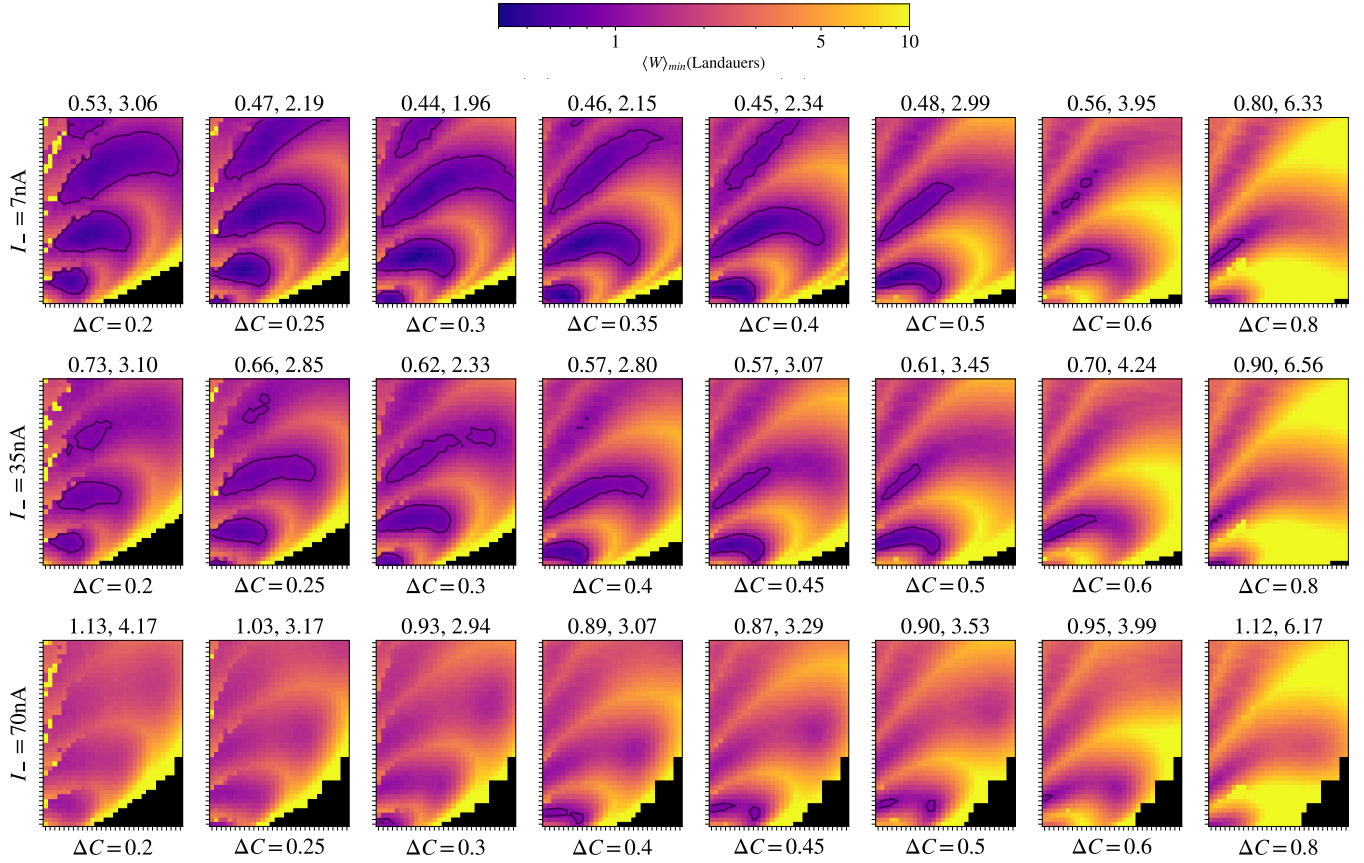 1 5 10
⟨W⟩min(Landauers)
0.53, 3.06 0.47, 2.19 0.44, 1.96 0.46, 2.15 0.45, 2.34 0.48, 2.99 0.56, 3.95 0.80, 6.33
I_ = 7nA
ΔC = 0.2 ΔC = 0.25 ΔC = 0.3 ΔC = 0.35 ΔC = 0.4 ΔC = 0.5 ΔC = 0.6 ΔC = 0.8
0.73, 3.10 0.66, 2.85 0.62, 2.33 0.57, 2.80 0.57, 3.07 0.61, 3.45 0.70, 4.24 0.90, 6.56
I_ = 35nA
ΔC = 0.2 ΔC = 0.25 ΔC = 0.3 ΔC = 0.4 ΔC = 0.45 ΔC = 0.5 ΔC = 0.6 ΔC = 0.8
1.13, 4.17 1.03, 3.17 0.93, 2.94 0.89, 3.07 0.87, 3.29 0.90, 3.53 0.95, 3.99 1.12, 6.17
I_ = 70nA
ΔC = 0.2 ΔC = 0.25 ΔC = 0.3 ΔC = 0.4 ΔC = 0.45 ΔC = 0.5 ΔC = 0.6 ΔC = 0.8